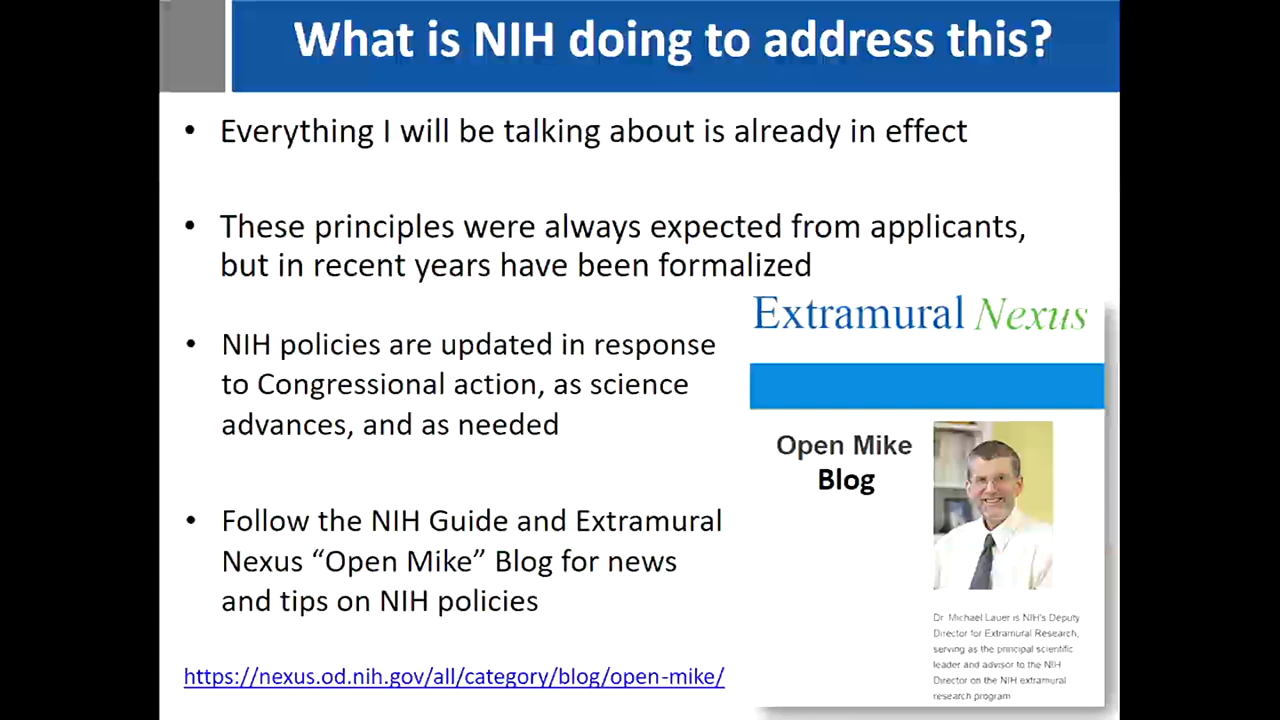 What is NIH doing to address this?
• Everything I will be talking about is already in effect
• These principles were always expected from applicants,
but in recent years have been formalized
• NIH policies are updated in response
to Congressional action, as science
advances, and as needed
• Follow the NIH Guide and Extramural
Nexus “Open Mike” Blog for news
and tips on NIH policies
https://nexus.od.nih.gov/all/category/blog/open-mike/
Extramural Nexus
Open Mike
Blog
Dr. Michael Lauer is NIH's Deputy
Director for Extramural Research,
serving as the principal scientific
leader and advisor to the NIH
Director on the NIH extramural
research program